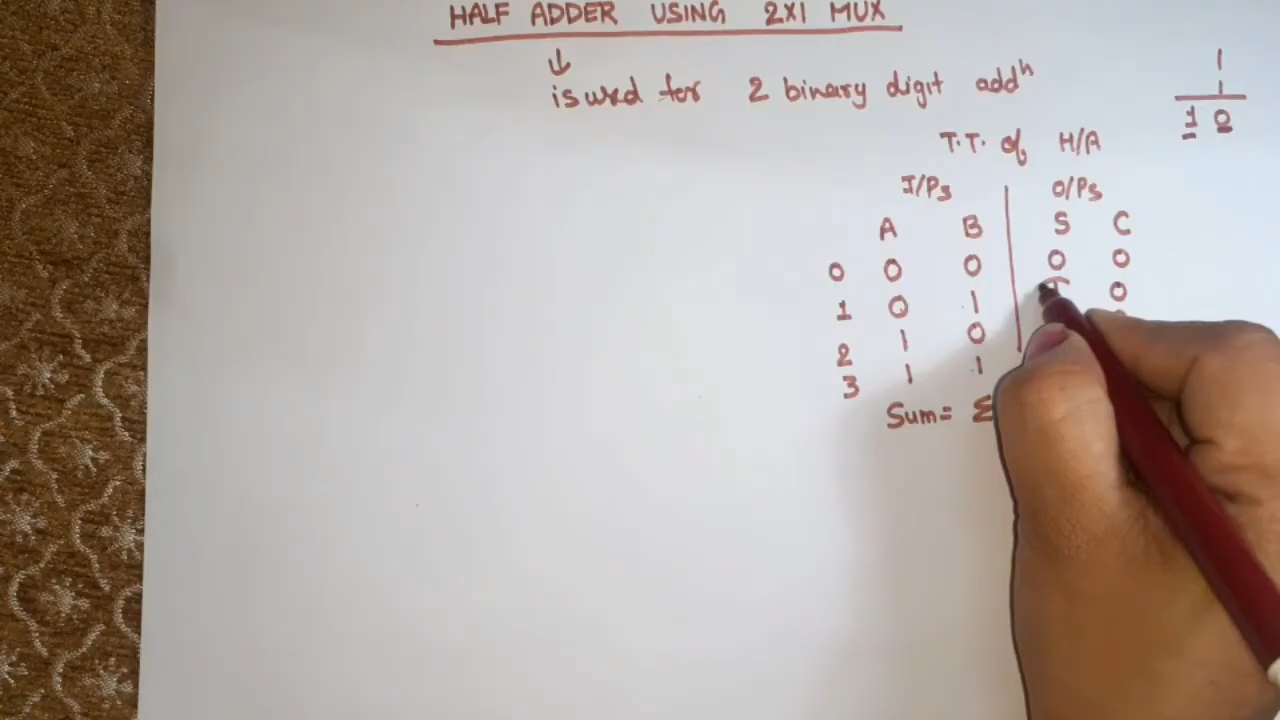 HALF ADDER USING 2X1 MUX
↓
is used for 2 binary digit addn
1
1
1 0
T.T. of H/A
I/Ps O/Ps
A B S C
0 0 0 0 0
1 0 1 0
2 1 0
3 1 1
Sum= Σ